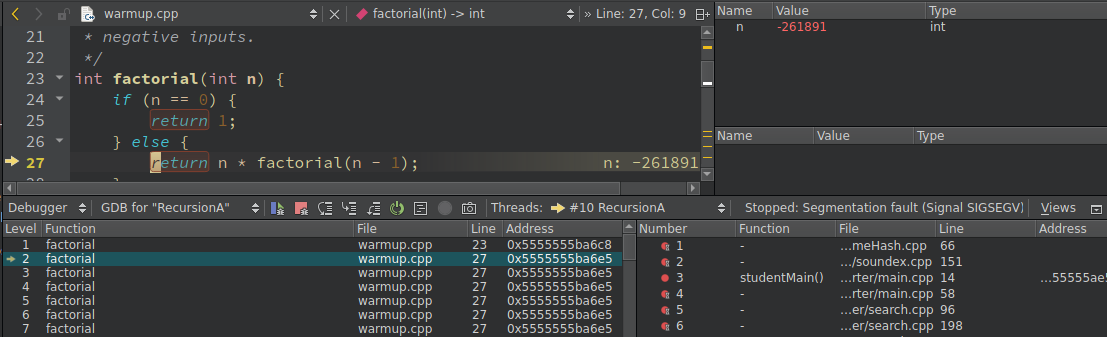 warmup.cpp factorial(int) -> int » Line: 27, Col: 9
21 * negative inputs.
22 */
23 int factorial(int n) {
24 if (n == 0) {
25 return 1;
26 } else {
27 return n * factorial(n - 1); n: -261891
Name Value Type
n -261891 int
Name Value Type
Debugger GDB for "RecursionA" Threads: #10 RecursionA Stopped: Segmentation fault (Signal SIGSEGV) Views
Level Function File Line Address
1 factorial warmup.cpp 23 0x5555555ba6c8
2 factorial warmup.cpp 27 0x5555555ba6e5
3 factorial warmup.cpp 27 0x5555555ba6e5
4 factorial warmup.cpp 27 0x5555555ba6e5
5 factorial warmup.cpp 27 0x5555555ba6e5
6 factorial warmup.cpp 27 0x5555555ba6e5
7 factorial warmup.cpp 27 0x5555555ba6e5
Number Function File Line Address
1 - ...meHash.cpp 66
2 - .../soundex.cpp 151
3 studentMain() ...rter/main.cpp 14 ...55555ae5
4 - ...rter/main.cpp 58
5 - ...er/search.cpp 96
6 - ...er/search.cpp 198